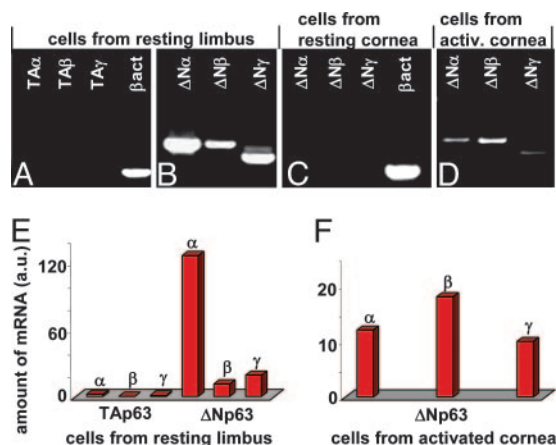 cells from resting limbus
cells from resting cornea
cells from activ. cornea
TAα TAβ TAγ βact ΔNα ΔNβ ΔNγ ΔNα ΔNβ ΔNγ βact ΔNα ΔNβ ΔNγ
A B C D
E F
amount of mRNA (a.u.)
120
60
0
α β γ α β γ
TAp63 ΔNp63
cells from resting limbus
20
10
0
α β γ
ΔNp63
cells from activated cornea